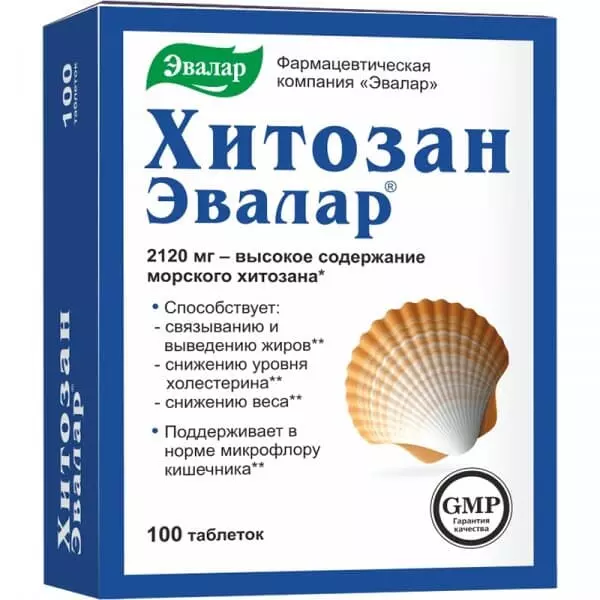 100
таблеток
Хитозан
Эвалар®
Эвалар
Фармацевтическая
компания «Эвалар»
Хитозан
Эвалар®
2120 мг – высокое содержание
морского хитозана*
• Способствует:
- связыванию и
выведению жиров**
- снижению уровня
холестерина**
- снижению веса**
• Поддерживает в
норме микрофлору
кишечника**
100 таблеток
GMP
Гарантия
качества